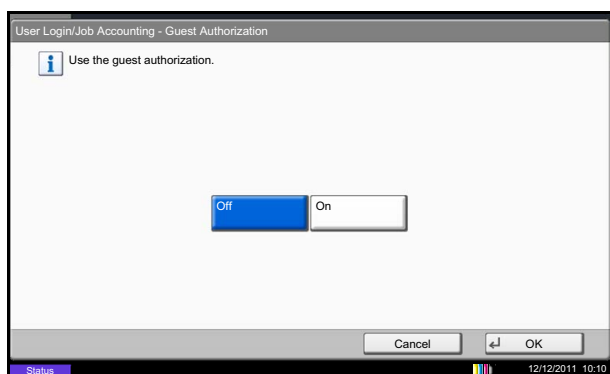 User Login/Job Accounting - Guest Authorization
Use the guest authorization.
Off
On
Cancel
OK
Status
12/12/2011 10:10